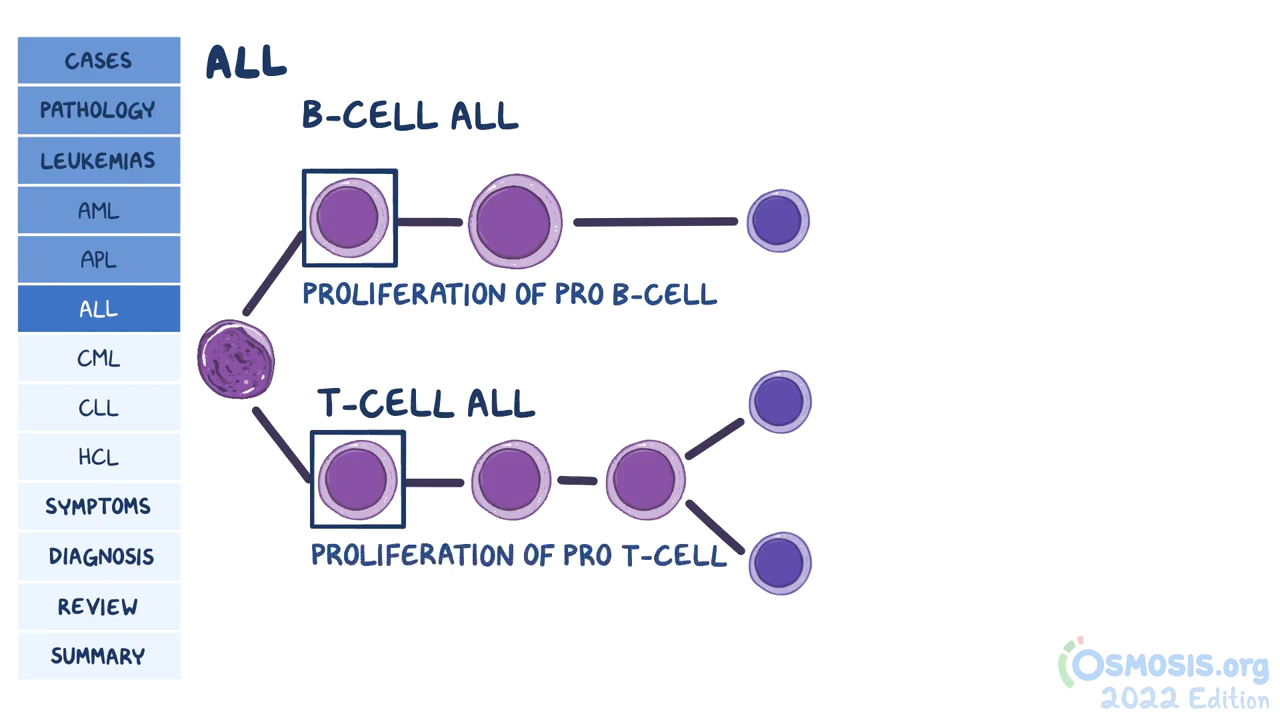 CASES
PATHOLOGY
LEUKEMIAS
AML
APL
ALL
CML
CLL
HCL
SYMPTOMS
DIAGNOSIS
REVIEW
SUMMARY
ALL
B-CELL ALL
PROLIFERATION OF PRO B-CELL
T-CELL ALL
PROLIFERATION OF PRO T-CELL
OSMOSIS.org
2022 Edition